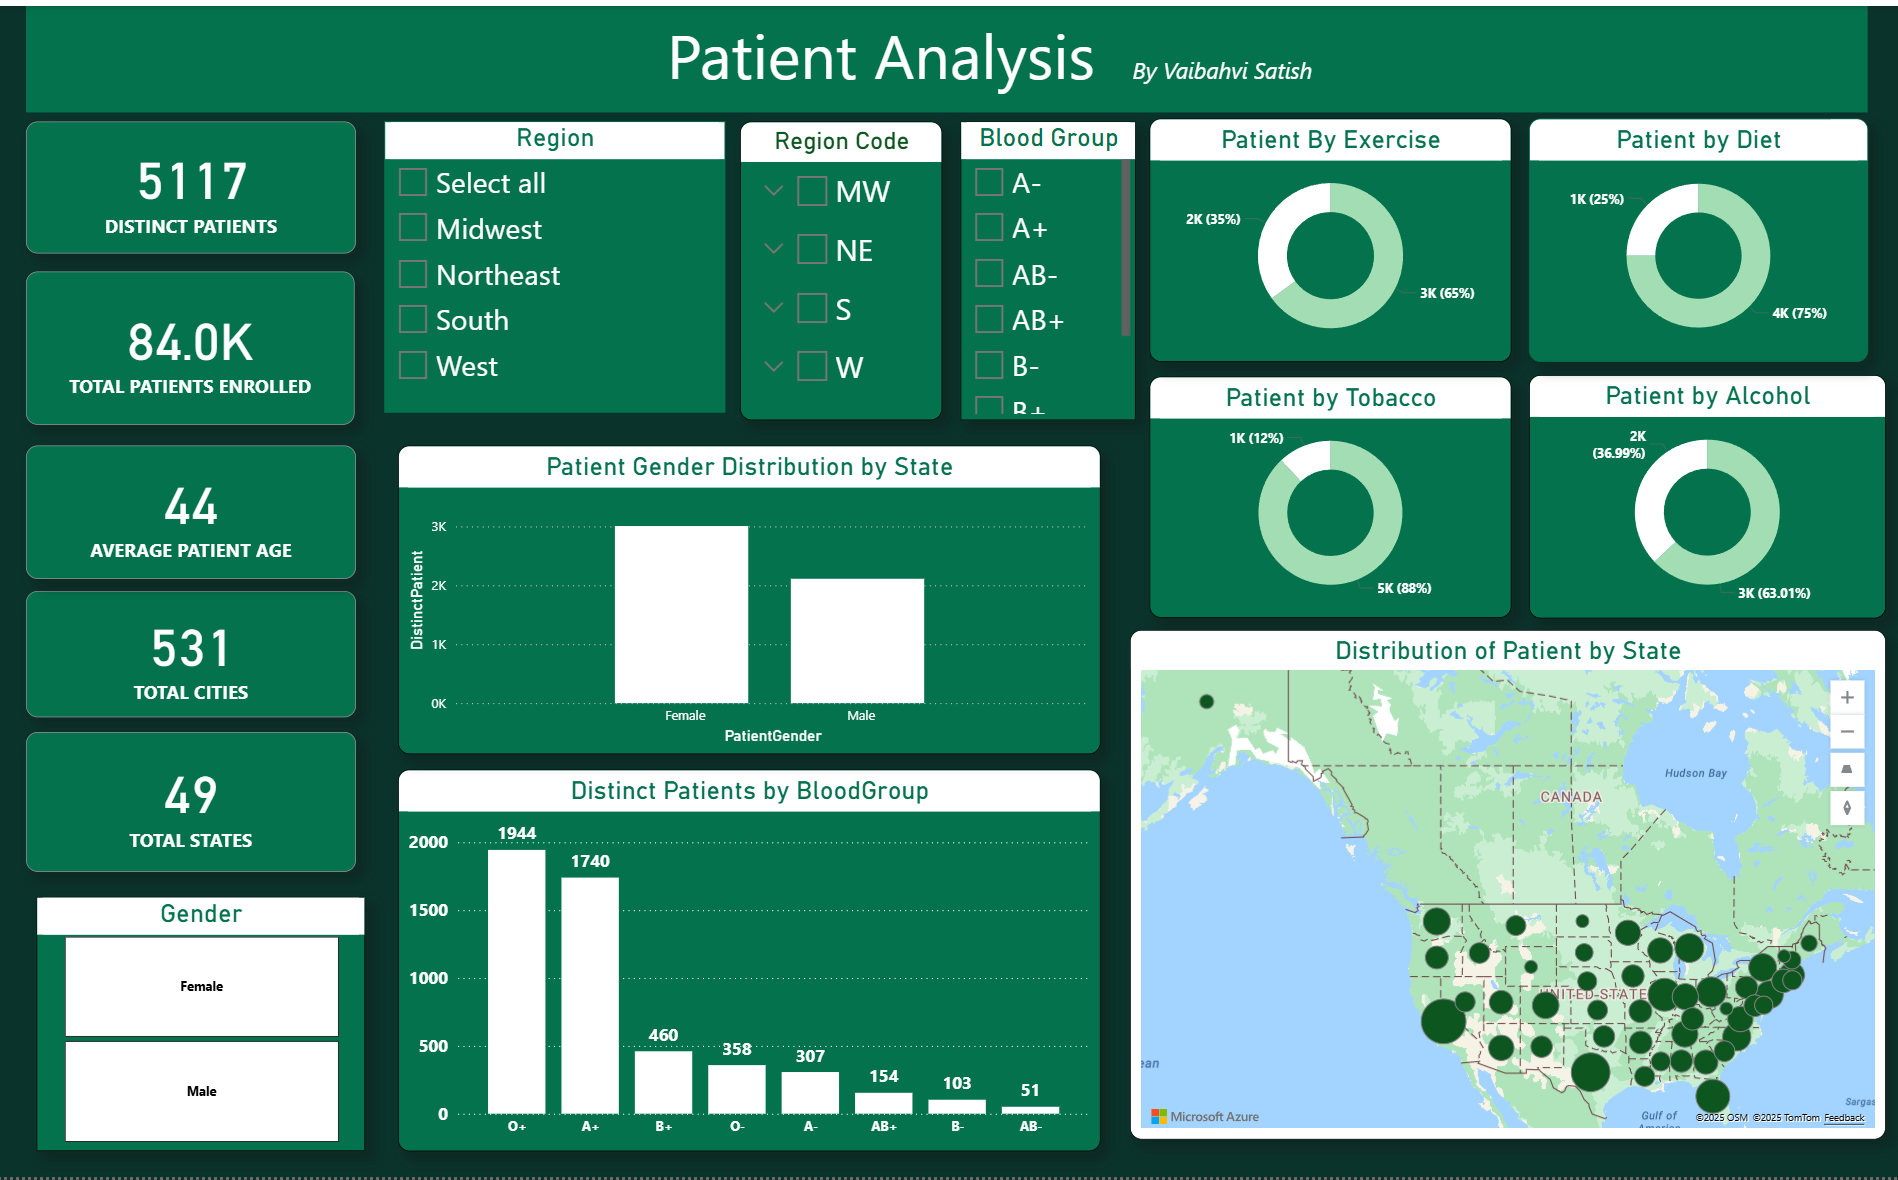 Patient Analysis By Vaibahvi Satish
5117
DISTINCT PATIENTS
84.0K
TOTAL PATIENTS ENROLLED
44
AVERAGE PATIENT AGE
531
TOTAL CITIES
49
TOTAL STATES
Gender
Female
Male
Region
Select all
Midwest
Northeast
South
West
Region Code
MW
NE
S
W
Blood Group
A-
A+
AB-
AB+
B-
B+
Patient By Exercise
2K (35%)
3K (65%)
Patient by Diet
1K (25%)
4K (75%)
Patient by Tobacco
1K (12%)
5K (88%)
Patient by Alcohol
2K
(36.99%)
3K (63.01%)
Patient Gender Distribution by State
DistinctPatient
3K
2K
1K
0K
Female Male
PatientGender
Distinct Patients by BloodGroup
2000
1500
1000
500
0
1944
1740
460
358
307
154
103
51
O+ A+ B+ O- A- AB+ B- AB-
Distribution of Patient by State
+
−
Hudson Bay
CANADA
UNITED STATE
ean
Sargas
Gulf of
America
Microsoft Azure
©2025 OSM ©2025 TomTom Feedback